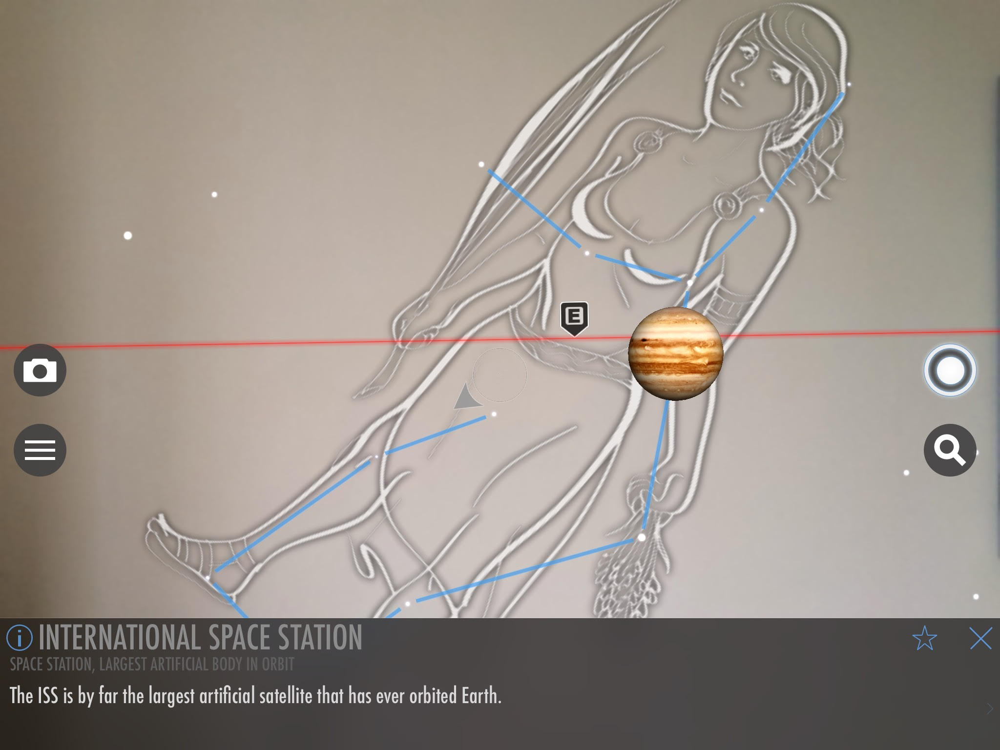 E
INTERNATIONAL SPACE STATION
SPACE STATION, LARGEST ARTIFICIAL BODY IN ORBIT
The ISS is by far the largest artificial satellite that has ever orbited Earth.